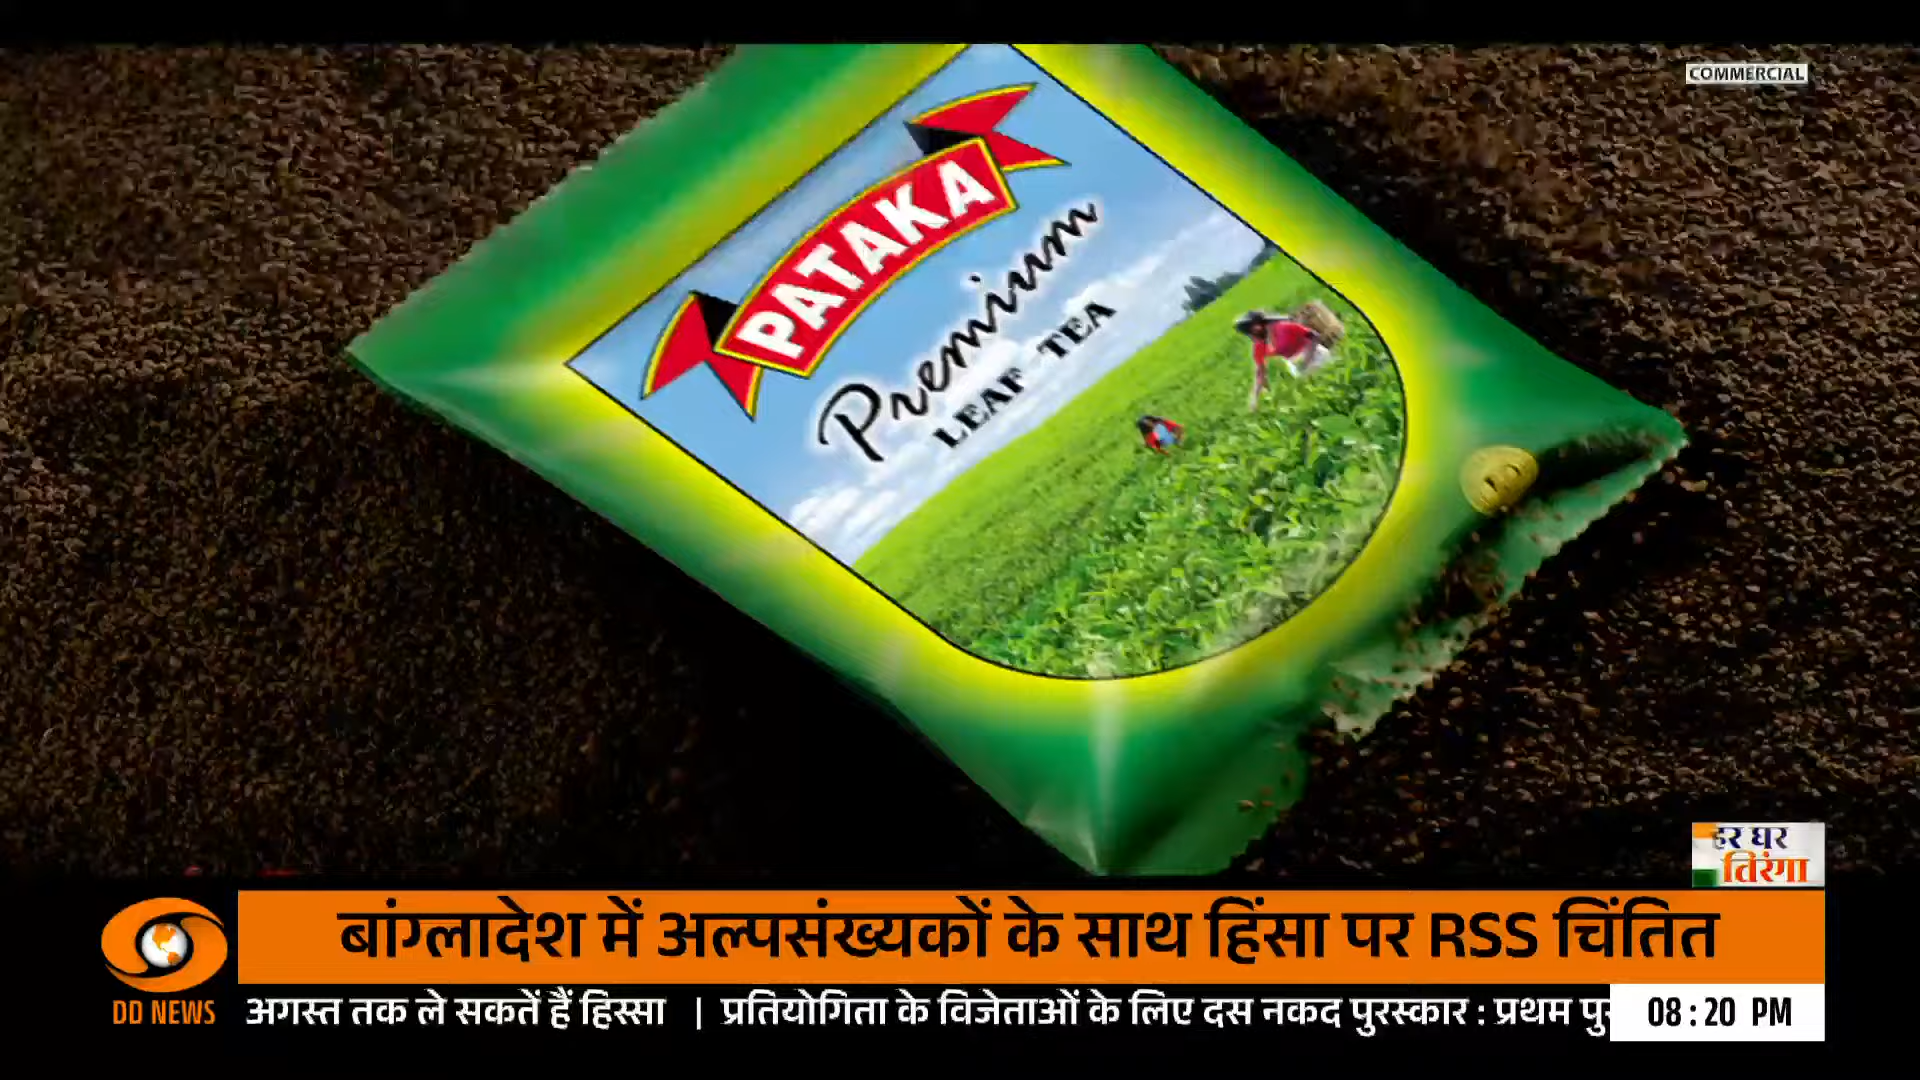 COMMERCIAL
PATAKA
Premium
LEAF TEA
हर घर
तिरंगा
बांग्लादेश में अल्पसंख्यकों के साथ हिंसा पर RSS चिंतित
DD NEWS
अगस्त तक ले सकतें हैं हिस्सा | प्रतियोगिता के विजेताओं के लिए दस नकद पुरस्कार : प्रथम
08:20 PM